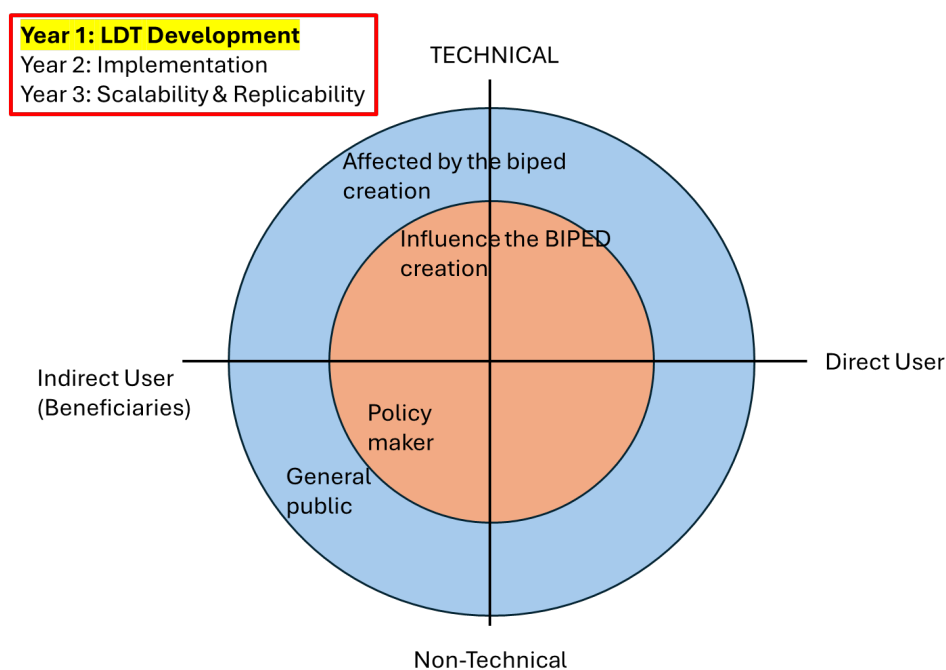 Year 1: LDT Development
Year 2: Implementation
Year 3: Scalability & Replicability
TECHNICAL
Affected by the biped
creation
Influence the BIPED
creation
Indirect User
(Beneficiaries)
Direct User
Policy
maker
General
public
Non-Technical